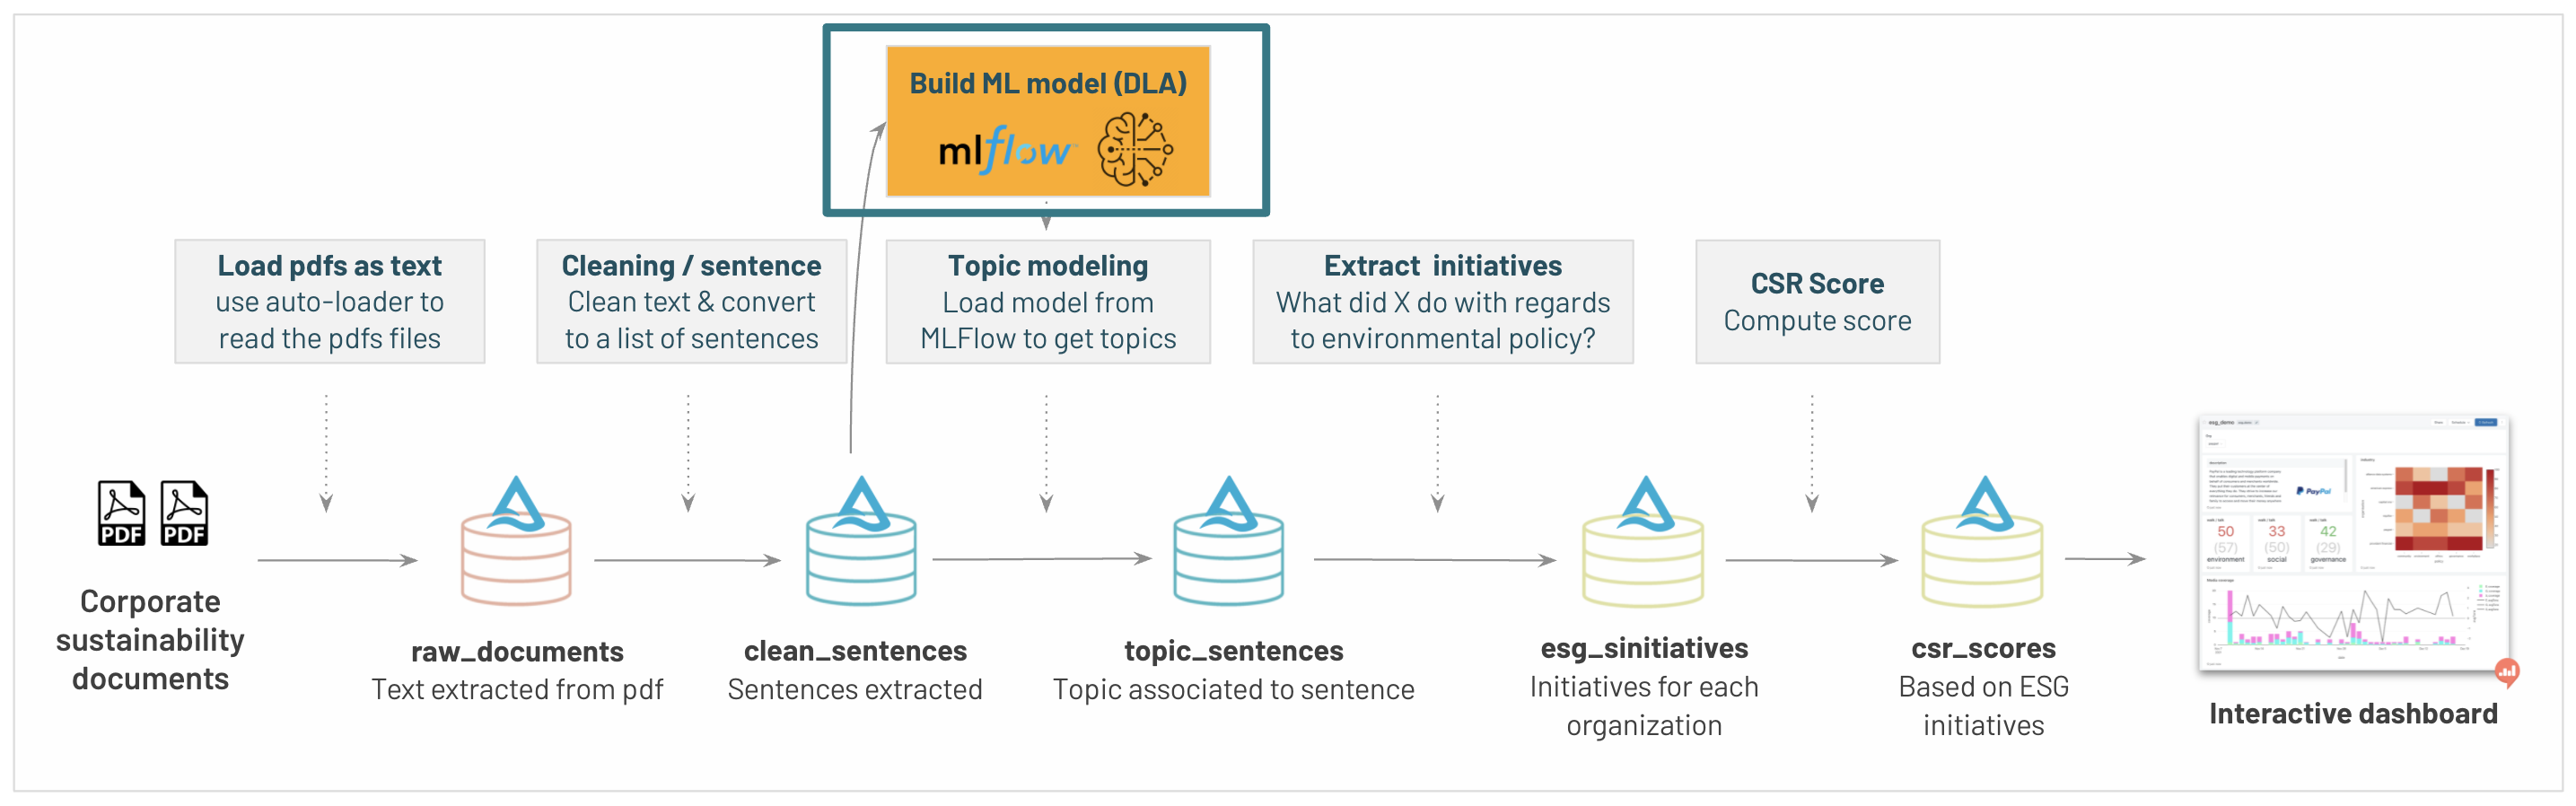 Build ML model (DLA)
mlflow
Load pdfs as text
use auto-loader to
read the pdfs files
Cleaning / sentence
Clean text & convert
to a list of sentences
Topic modeling
Load model from
MLFlow to get topics
Extract initiatives
What did X do with regards
to environmental policy?
CSR Score
Compute score
PDF
PDF
Corporate
sustainability
documents
raw_documents
Text extracted from pdf
clean_sentences
Sentences extracted
topic_sentences
Topic associated to sentence
esg_sinitiatives
Initiatives for each
organization
csr_scores
Based on ESG
initiatives
esg_demo
PayPal
50
(57)
environment
33
(50)
social
42
(29)
governance
Media coverage
Interactive dashboard